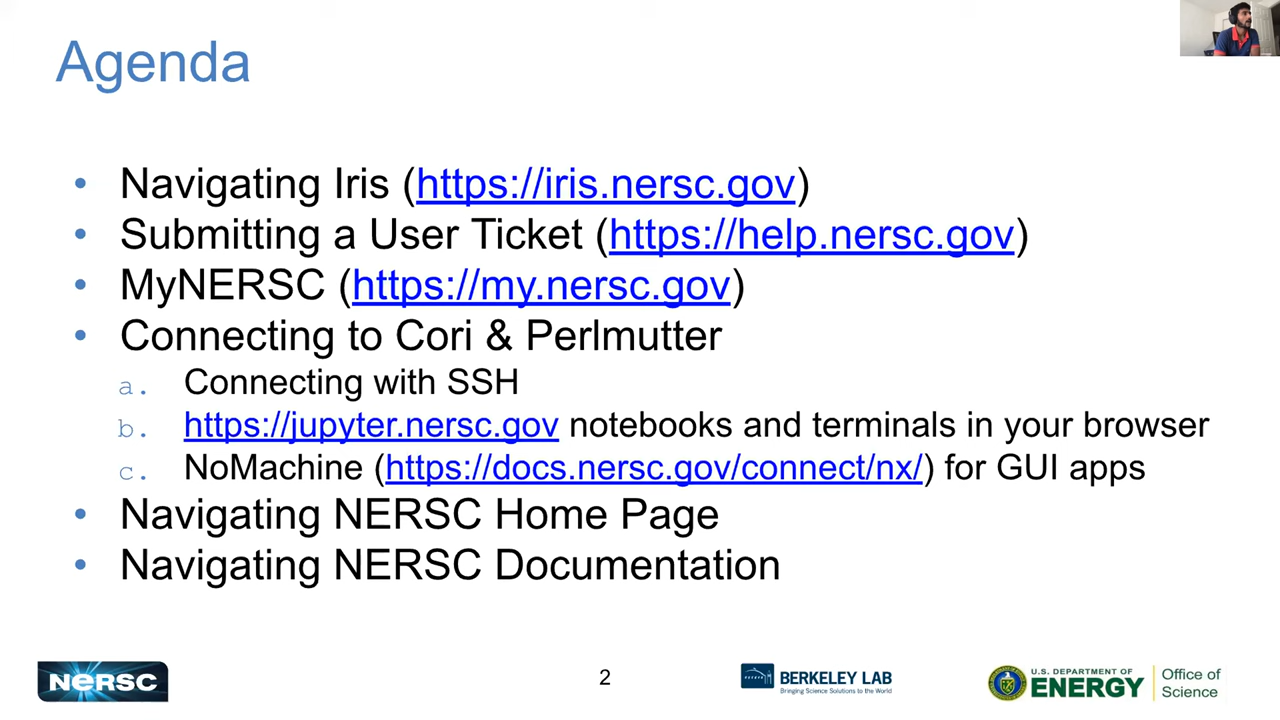 Agenda
• Navigating Iris (https://iris.nersc.gov)
• Submitting a User Ticket (https://help.nersc.gov)
• MyNERSC (https://my.nersc.gov)
• Connecting to Cori & Perlmutter
a. Connecting with SSH
b. https://jupyter.nersc.gov notebooks and terminals in your browser
c. NoMachine (https://docs.nersc.gov/connect/nx/) for GUI apps
• Navigating NERSC Home Page
• Navigating NERSC Documentation
NERSC
2
BERKELEY LAB
Bringing Science Solutions to the World
U.S. DEPARTMENT OF
ENERGY
Office of
Science